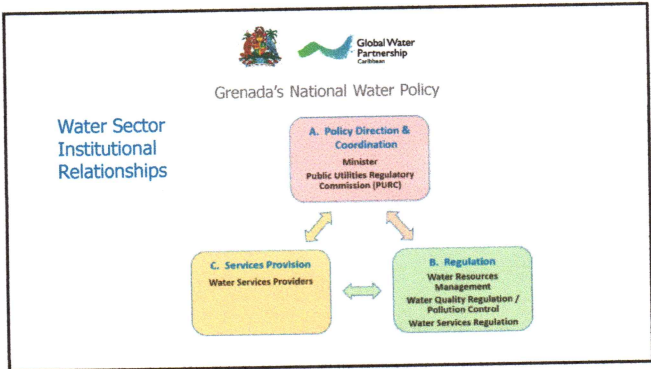 Global Water
Partnership
Caribbean
Grenada's National Water Policy
Water Sector
Institutional
Relationships
A. Policy Direction &
Coordination
Minister
Public Utilities Regulatory
Commission (PURC)
C. Services Provision
Water Services Providers
B. Regulation
Water Resources
Management
Water Quality Regulation /
Pollution Control
Water Services Regulation